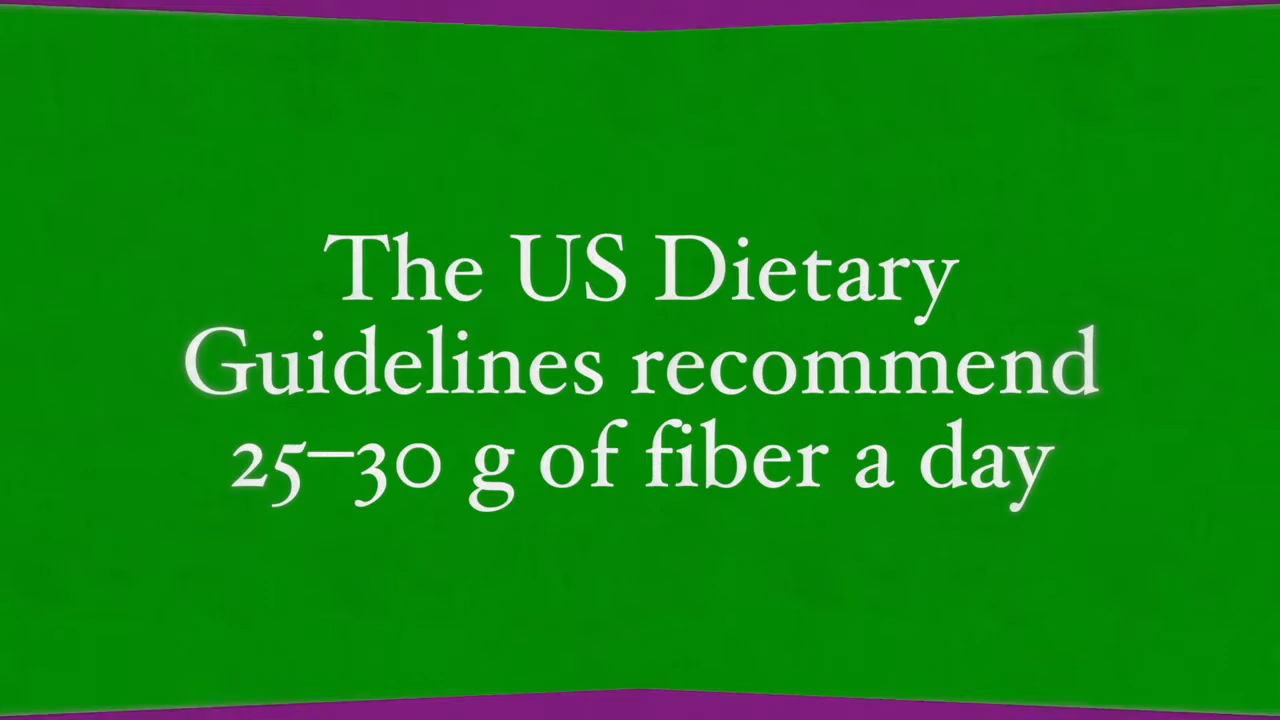 The US Dietary
Guidelines recommend
25–30 g of fiber a day